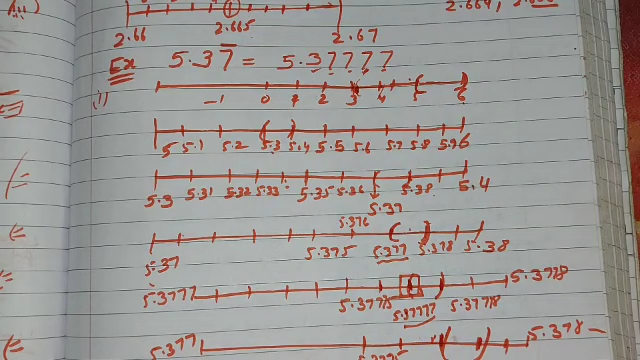 2.66 2.665 2.67
Ex 5.37̅ = 5.37777
(1)
-1 0 1 2 3 4 5 6
5 5.1 5.2 5.3 5.4 5.5 5.6 5.7 5.8 5.9 6
5.3 5.31 5.32 5.33 5.35 5.36 5.37 5.38 5.4
5.37 5.375 5.376 5.377 5.378 5.38
5.3777 5.37775 5.37777 5.37778 5.3778
5.377 5.378